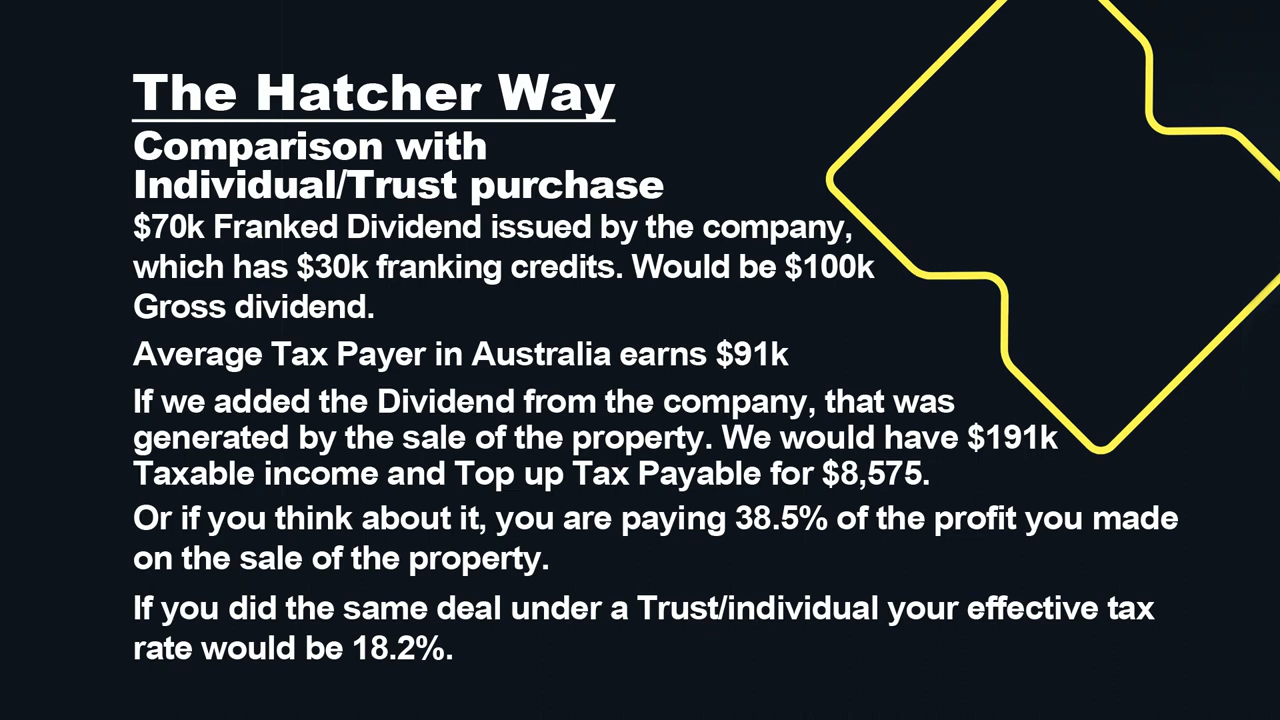 The Hatcher Way
Comparison with
Individual/Trust purchase
$70k Franked Dividend issued by the company,
which has $30k franking credits. Would be $100k
Gross dividend.
Average Tax Payer in Australia earns $91k
If we added the Dividend from the company, that was
generated by the sale of the property. We would have $191k
Taxable income and Top up Tax Payable for $8,575.
Or if you think about it, you are paying 38.5% of the profit you made
on the sale of the property.
If you did the same deal under a Trust/individual your effective tax
rate would be 18.2%.